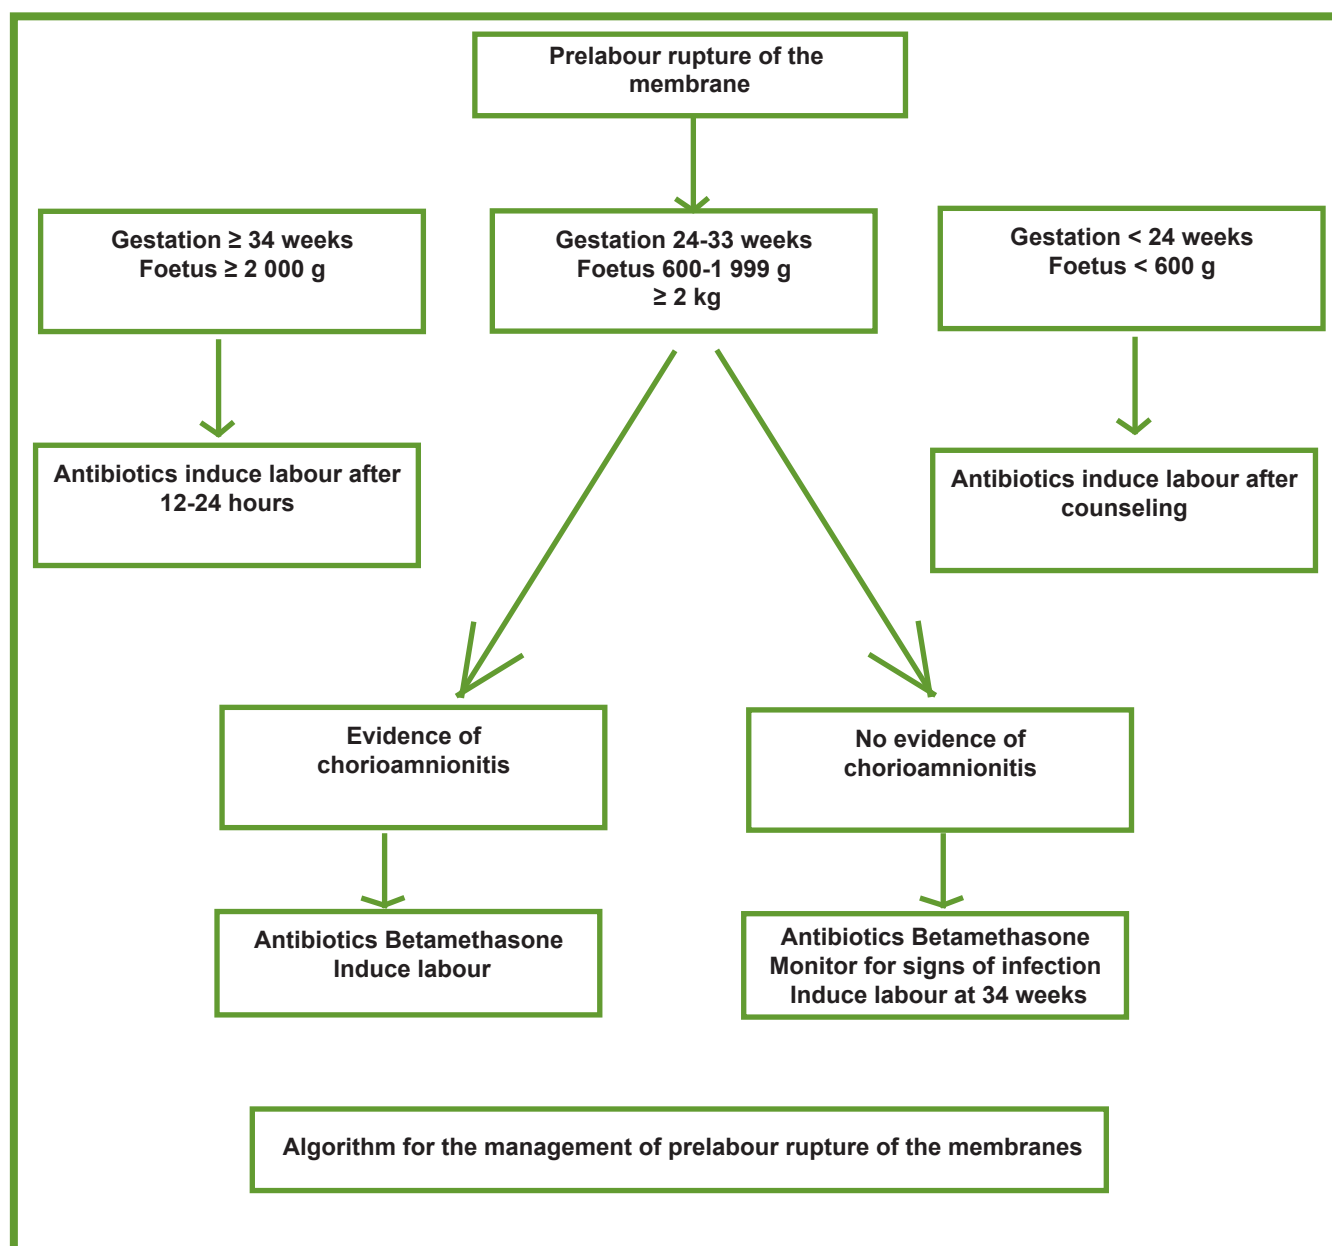 Prelabour rupture of the
membrane
Gestation ≥ 34 weeks
Foetus ≥ 2 000 g
Gestation 24-33 weeks
Foetus 600-1 999 g
≥ 2 kg
Gestation < 24 weeks
Foetus < 600 g
Antibiotics induce labour after
12-24 hours
Antibiotics induce labour after
counseling
Evidence of
chorioamnionitis
No evidence of
chorioamnionitis
Antibiotics Betamethasone
Induce labour
Antibiotics Betamethasone
Monitor for signs of infection
Induce labour at 34 weeks
Algorithm for the management of prelabour rupture of the membranes